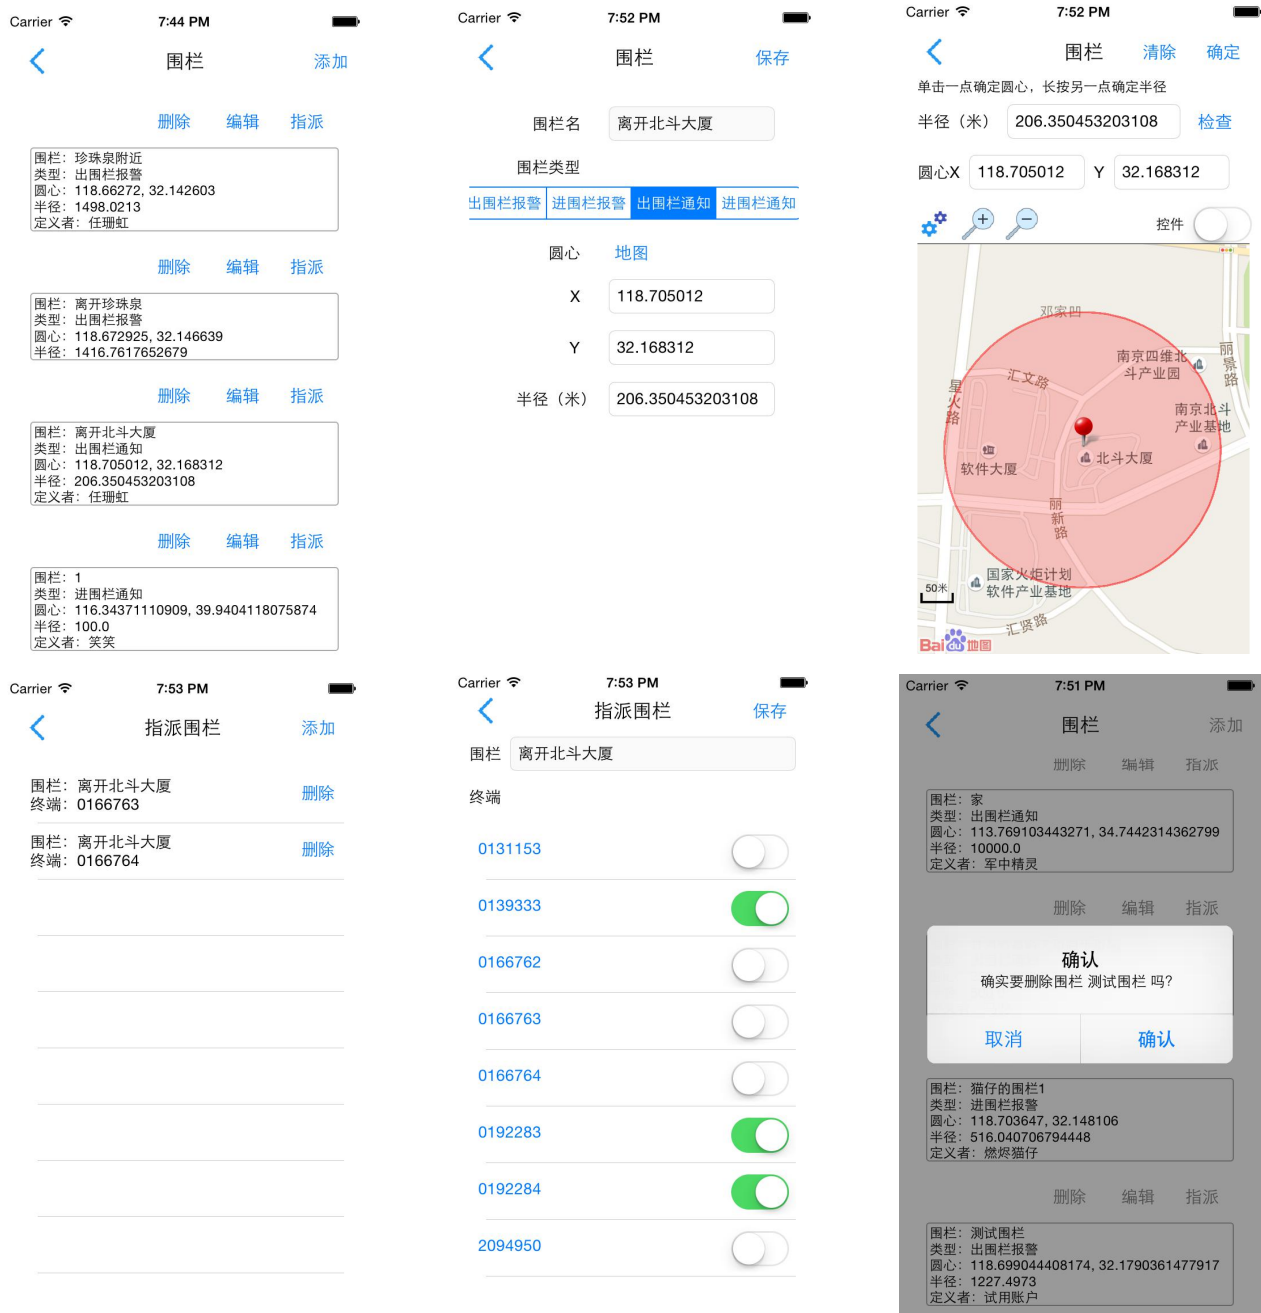 Carrier 7:44 PM
围栏 添加
删除 编辑 指派
围栏：珍珠泉附近
类型：出围栏报警
圆心：118.66272, 32.142603
半径：1498.0213
定义者：任珊虹
删除 编辑 指派
围栏：离开珍珠泉
类型：出围栏报警
圆心：118.672925, 32.146639
半径：1416.7617652679
删除 编辑 指派
围栏：离开北斗大厦
类型：出围栏通知
圆心：118.705012, 32.168312
半径：206.350453203108
定义者：任珊虹
删除 编辑 指派
围栏：1
类型：进围栏通知
圆心：116.34371110909, 39.9404118075874
半径：100.0
定义者：笑笑
Carrier 7:52 PM
围栏 保存
围栏名 离开北斗大厦
围栏类型
出围栏报警 进围栏报警 出围栏通知 进围栏通知
圆心 地图
X 118.705012
Y 32.168312
半径（米） 206.350453203108
Carrier 7:52 PM
围栏 清除 确定
单击一点确定圆心，长按另一点确定半径
半径（米） 206.350453203108 检查
圆心X 118.705012 Y 32.168312
控件
邓家凹
南京四维北
斗产业园
丽景路
汇文路
星火路
南京北斗
产业基地
北斗大厦
软件大厦
丽新路
国家火炬计划
软件产业基地
50米
汇贤路
Bai du 地图
Carrier 7:53 PM
指派围栏 添加
围栏：离开北斗大厦
终端：0166763
删除
围栏：离开北斗大厦
终端：0166764
删除
Carrier 7:53 PM
指派围栏 保存
围栏 离开北斗大厦
终端
0131153
0139333
0166762
0166763
0166764
0192283
0192284
2094950
Carrier 7:51 PM
围栏 添加
删除 编辑 指派
围栏：家
类型：出围栏通知
圆心：113.769103443271, 34.7442314362799
半径：10000.0
定义者：军中精灵
删除 编辑 指派
确认
确实要删除围栏 测试围栏 吗?
取消 确认
围栏：猫仔的围栏1
类型：进围栏报警
圆心：118.703647, 32.148106
半径：516.040706794448
定义者：燃烬猫仔
删除 编辑 指派
围栏：测试围栏
类型：出围栏报警
圆心：118.699044408174, 32.1790361477917
半径：1227.4973
定义者：试用账户